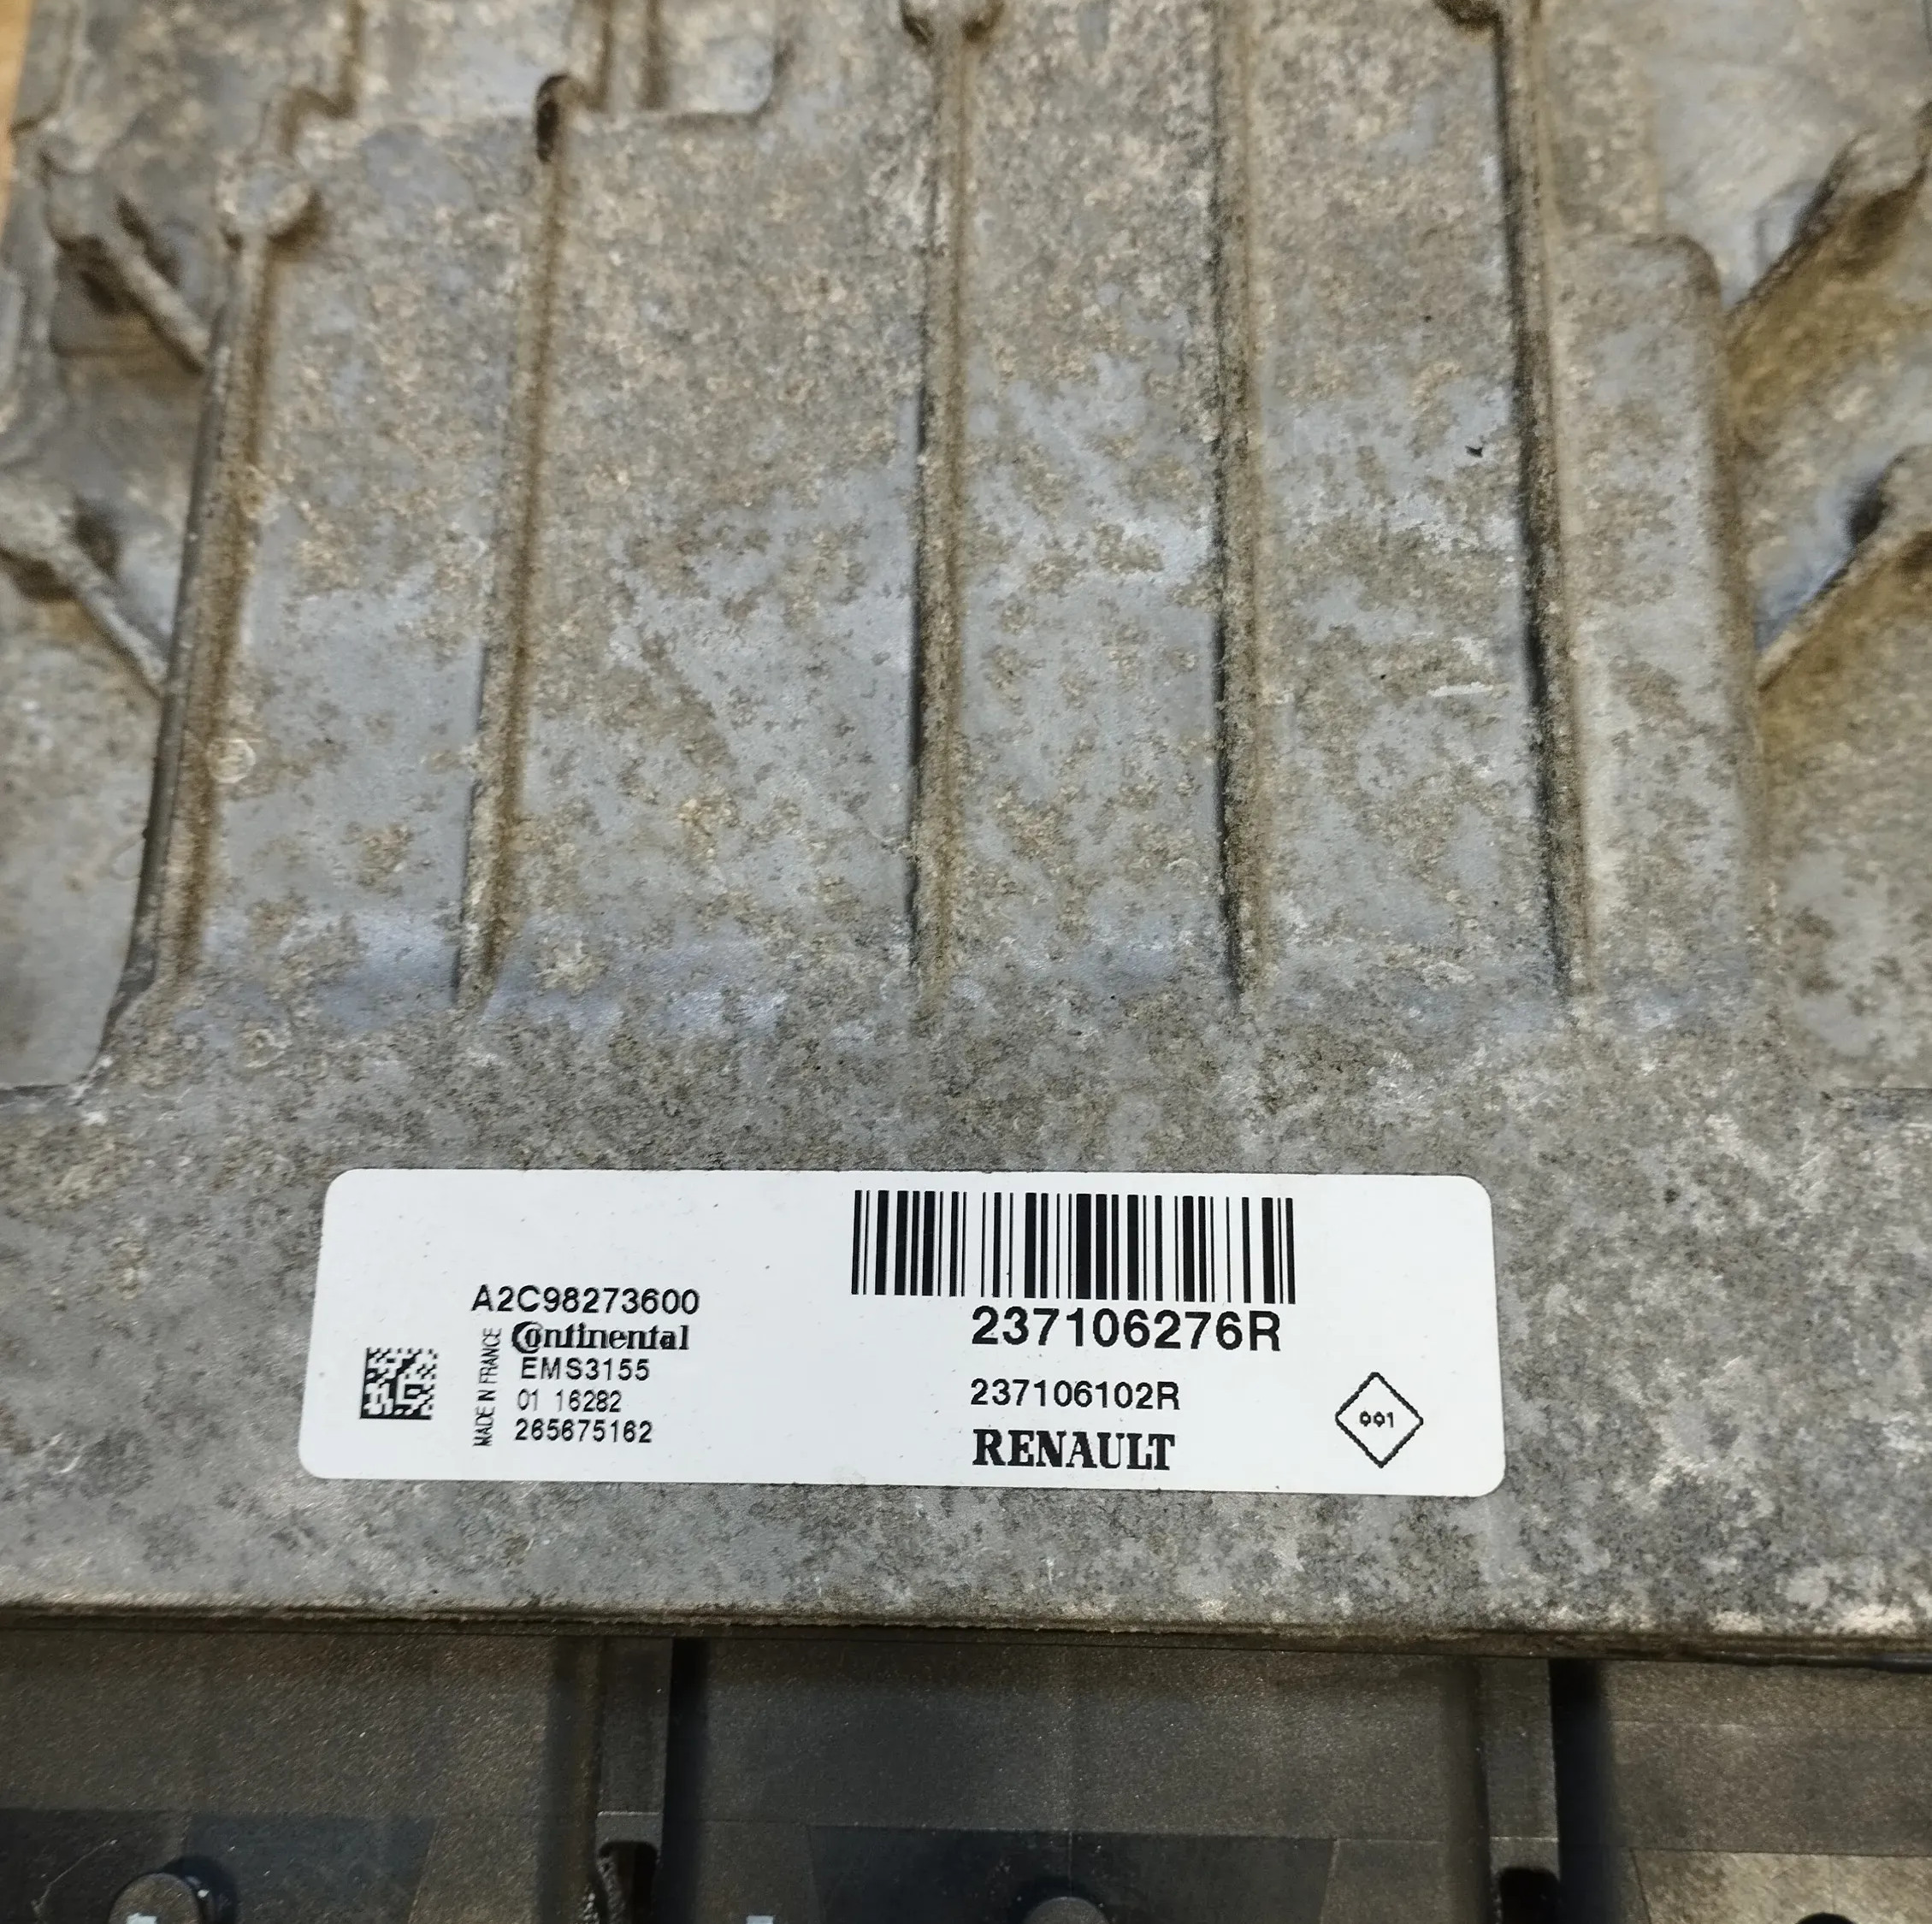 A2C98273600
Continental
MADE IN FRANCE
EMS3155
01 16282
265675162
237106276R
237106102R
RENAULT
001